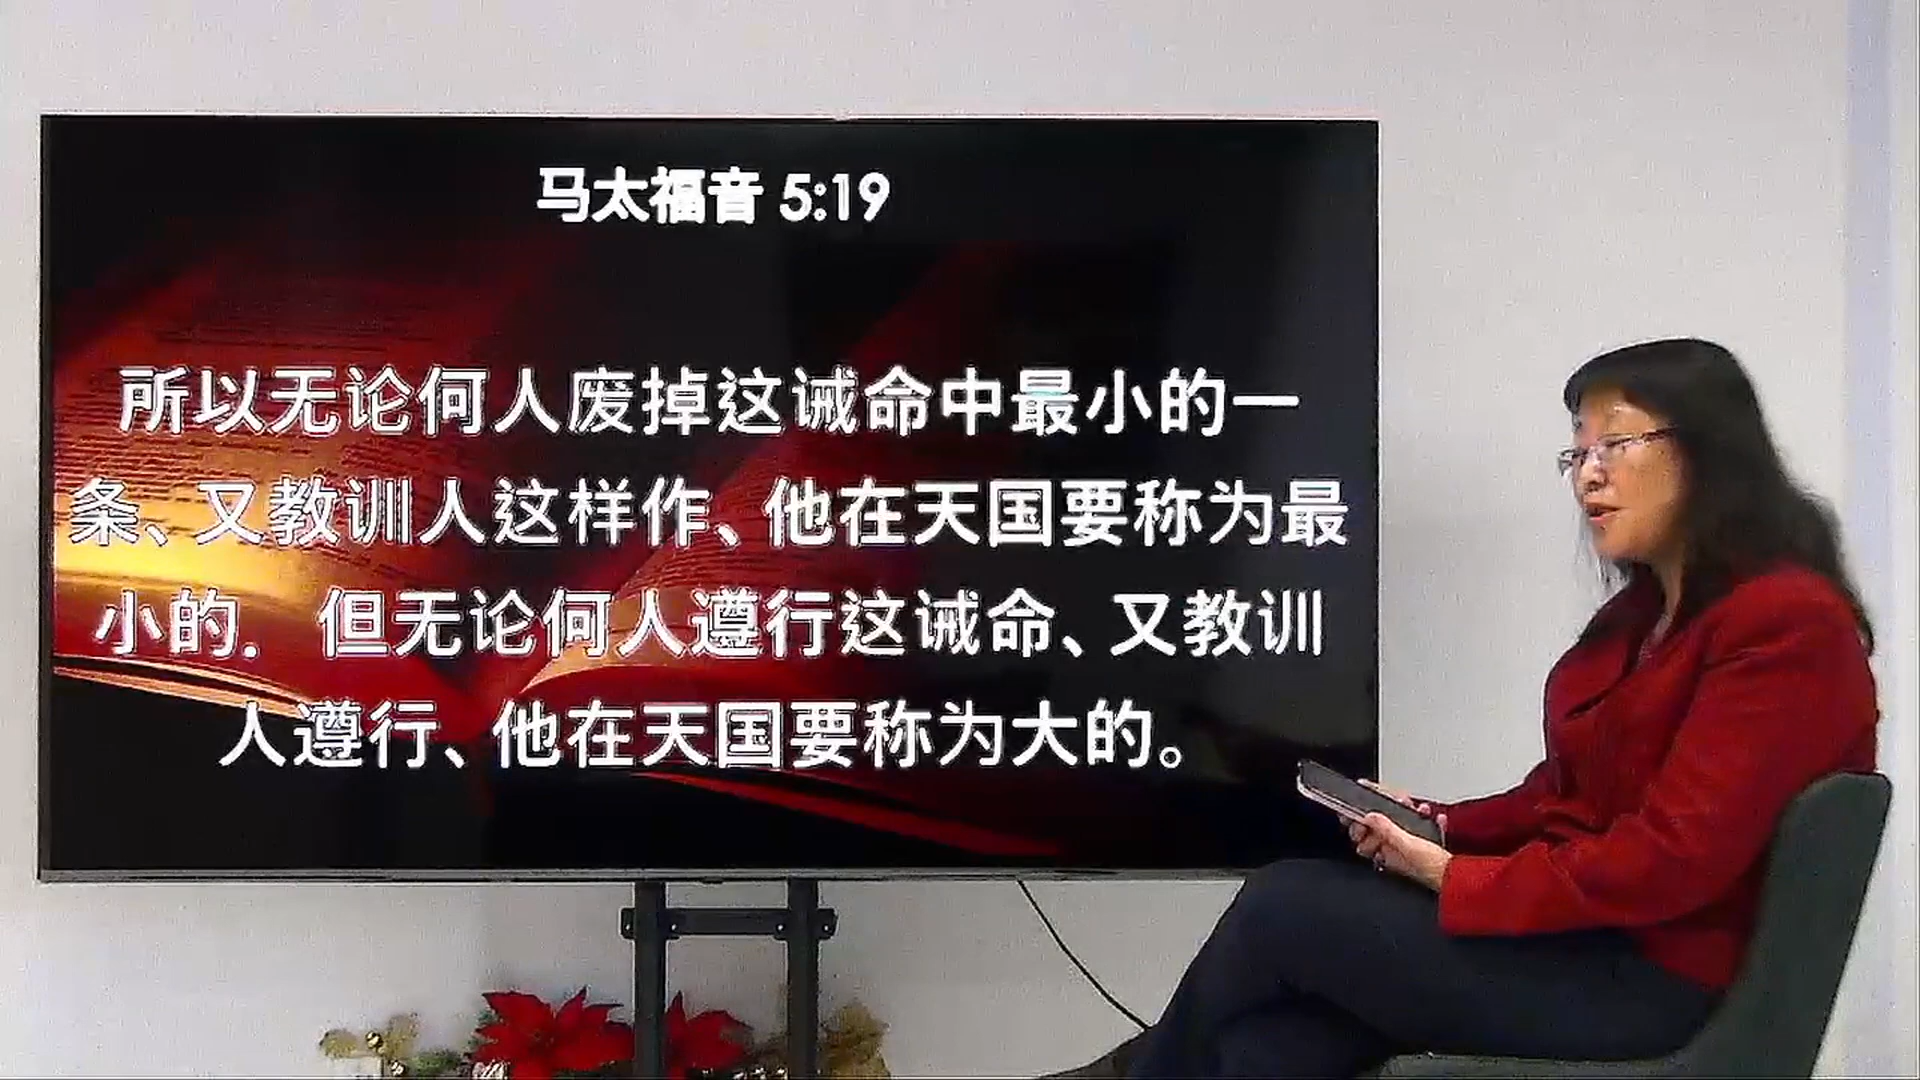 马太福音 5:19
所以无论何人废掉这诫命中最小的一
条、又教训人这样作、他在天国要称为最
小的. 但无论何人遵行这诫命、又教训
人遵行、他在天国要称为大的。